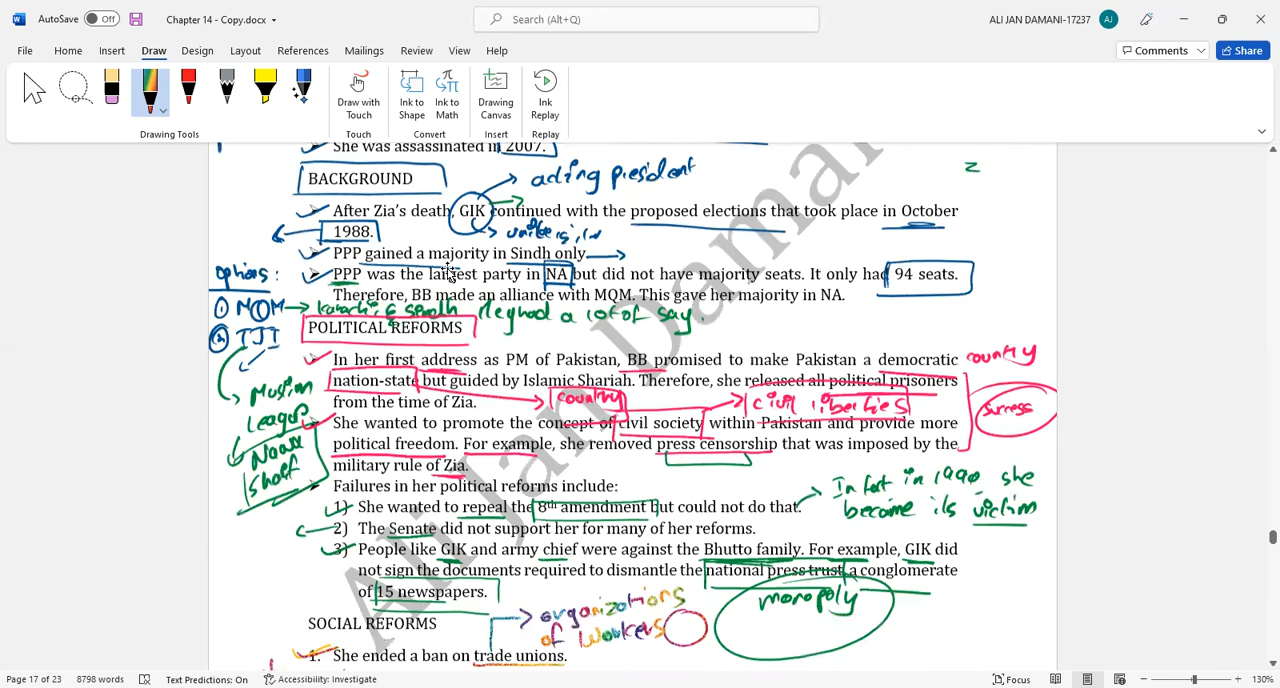 AutoSave Off Chapter 14 - Copy.docx Search (Alt+Q) ALI JAN DAMANI-17237 AJ
File Home Insert Draw Design Layout References Mailings Review View Help Comments Share
Draw with Touch Ink to Shape Ink to Math Drawing Canvas Ink Replay
Drawing Tools Touch Convert Insert Replay
She was assassinated in 2007.
BACKGROUND
acting president
After Zia's death, GIK continued with the proposed elections that took place in October
1988.
PPP gained a majority in Sindh only
options:
PPP was the largest party in NA but did not have majority seats. It only had 94 seats.
Therefore, BB made an alliance with MQM. This gave her majority in NA.
① MQM
a lot of say.
② IJI
Muslim
League
Nawaz
Sharif
POLITICAL REFORMS
In her first address as PM of Pakistan, BB promised to make Pakistan a democratic
country
nation-state but guided by Islamic Shariah. Therefore, she released all political prisoners
from the time of Zia.
country
civil liberties
success
She wanted to promote the concept of civil society within Pakistan and provide more
political freedom. For example, she removed press censorship that was imposed by the
military rule of Zia.
Failures in her political reforms include:
In fact in 1990 she
become its victim
1) She wanted to repeal the 8th amendment but could not do that.
2) The Senate did not support her for many of her reforms.
3) People like GIK and army chief were against the Bhutto family. For example, GIK did
not sign the documents required to dismantle the national press trust, a conglomerate
of 15 newspapers.
monopoly
organizations
of workers
SOCIAL REFORMS
1. She ended a ban on trade unions.
Ali Jan Damani
Page 17 of 23 8798 words Text Predictions: On Accessibility: Investigate Focus 130%